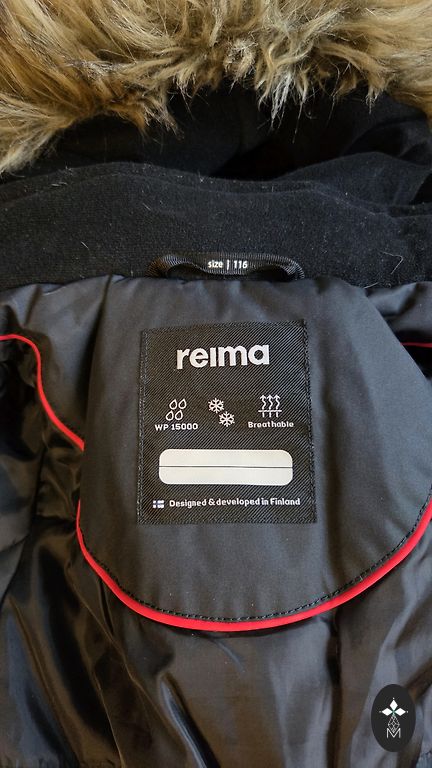 size | 116
reima
WP 15000
Breathable
Designed & developed in Finland